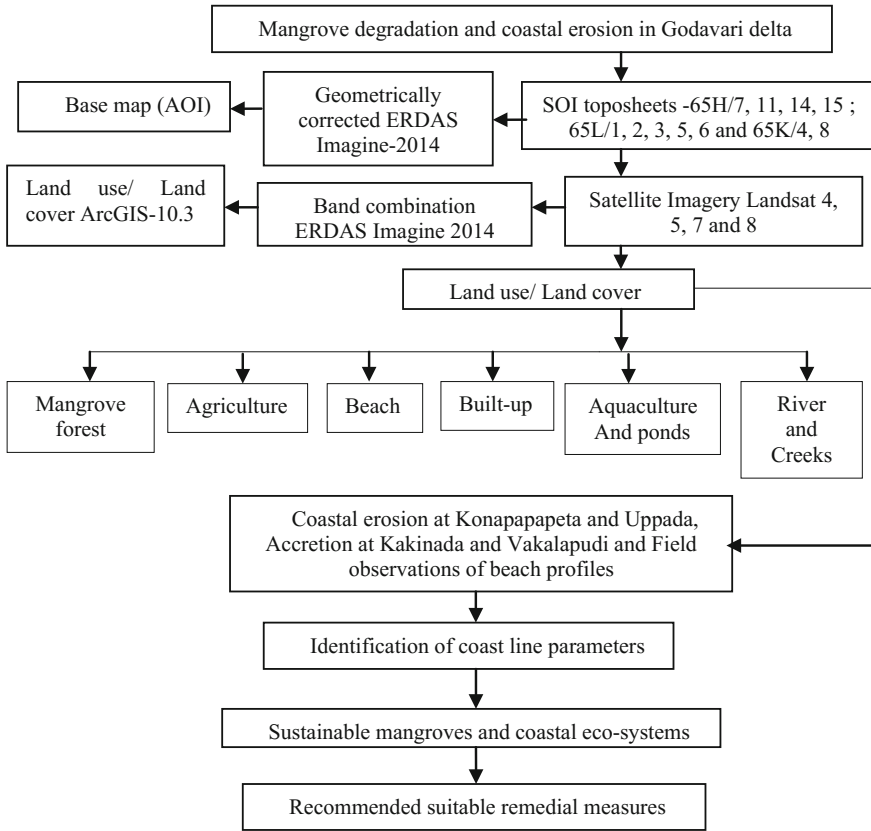 Mangrove degradation and coastal erosion in Godavari delta
Base map (AOI)
Geometrically
corrected ERDAS
Imagine-2014
SOI toposheets -65H/7, 11, 14, 15 ;
65L/1, 2, 3, 5, 6 and 65K/4, 8
Land use/ Land
cover ArcGIS-10.3
Band combination
ERDAS Imagine 2014
Satellite Imagery Landsat 4,
5, 7 and 8
Land use/ Land cover
Mangrove
forest
Agriculture
Beach
Built-up
Aquaculture
And ponds
River
and
Creeks
Coastal erosion at Konapapapeta and Uppada,
Accretion at Kakinada and Vakalapudi and Field
observations of beach profiles
Identification of coast line parameters
Sustainable mangroves and coastal eco-systems
Recommended suitable remedial measures